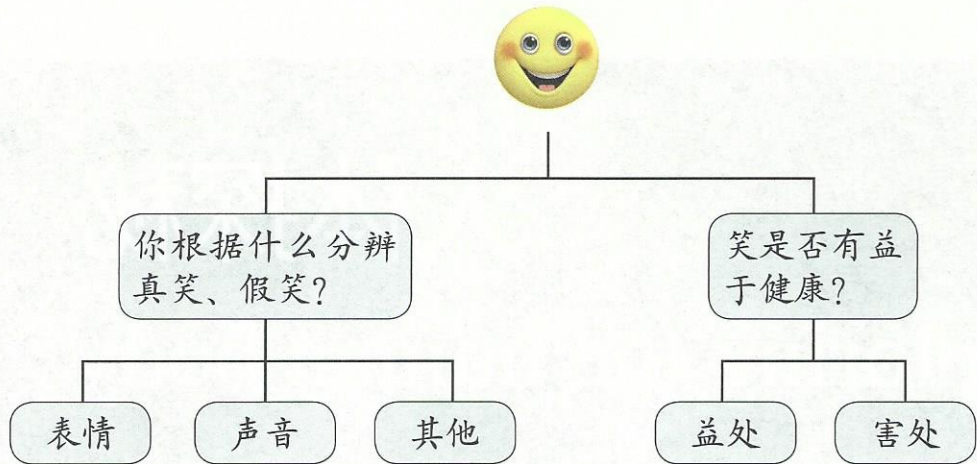 你根据什么分辨
真笑、假笑？
笑是否有益
于健康？
表情
声音
其他
益处
害处